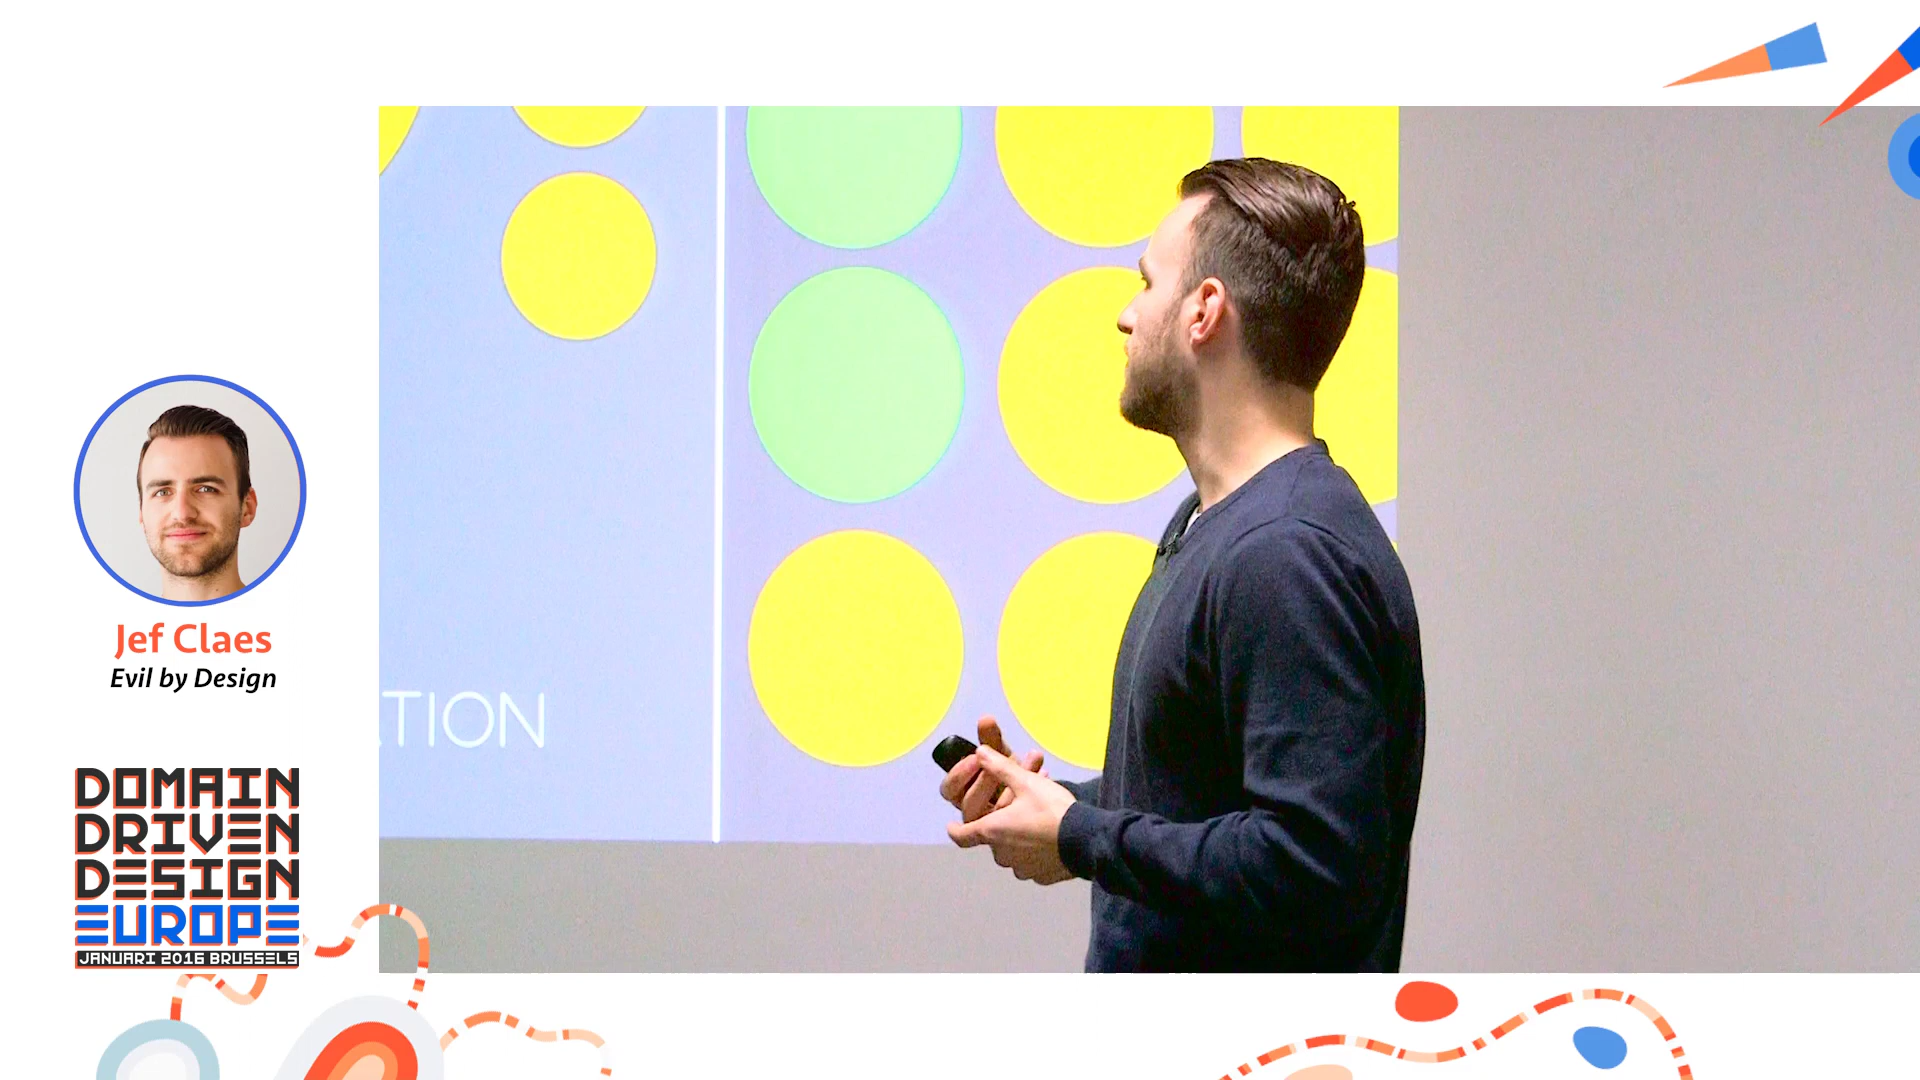 Jef Claes
Evil by Design
DOMAIN
DRIVEN
DESIGN
EUROPE
JANUARI 2016 BRUSSELS
TION